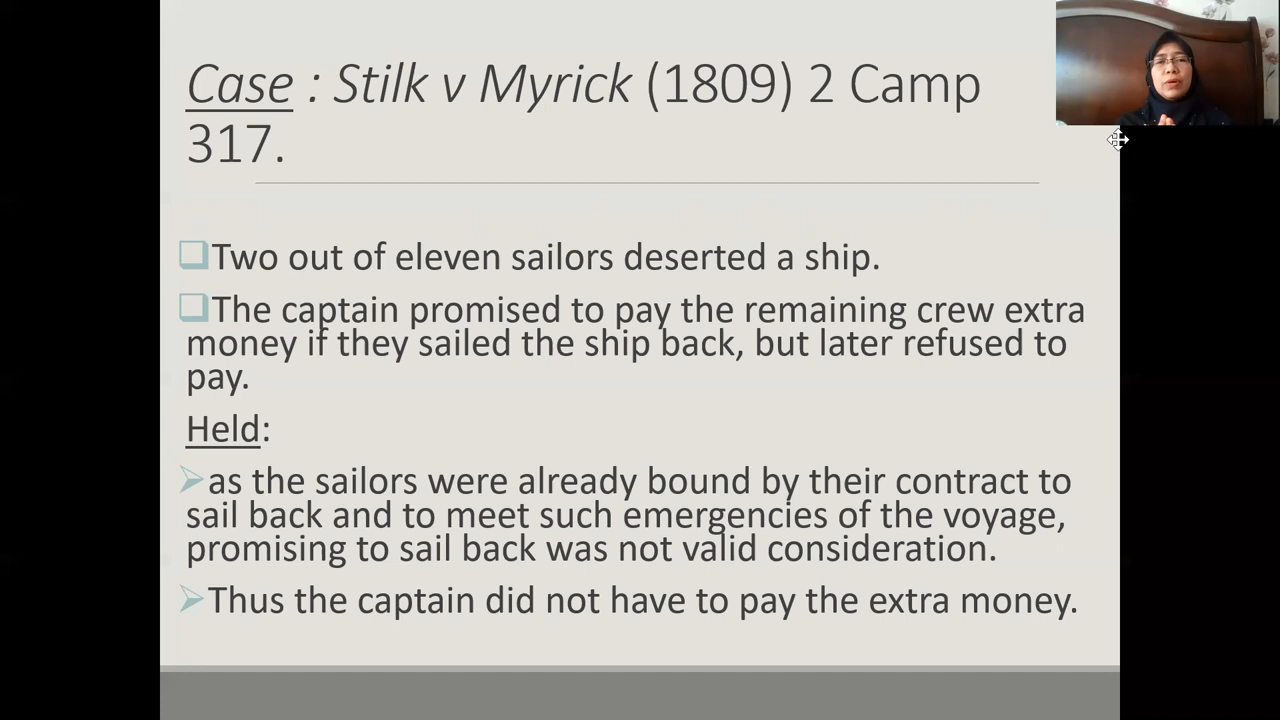 Case : Stilk v Myrick (1809) 2 Camp
317.
Two out of eleven sailors deserted a ship.
The captain promised to pay the remaining crew extra
money if they sailed the ship back, but later refused to
pay.
Held:
as the sailors were already bound by their contract to
sail back and to meet such emergencies of the voyage,
promising to sail back was not valid consideration.
Thus the captain did not have to pay the extra money.